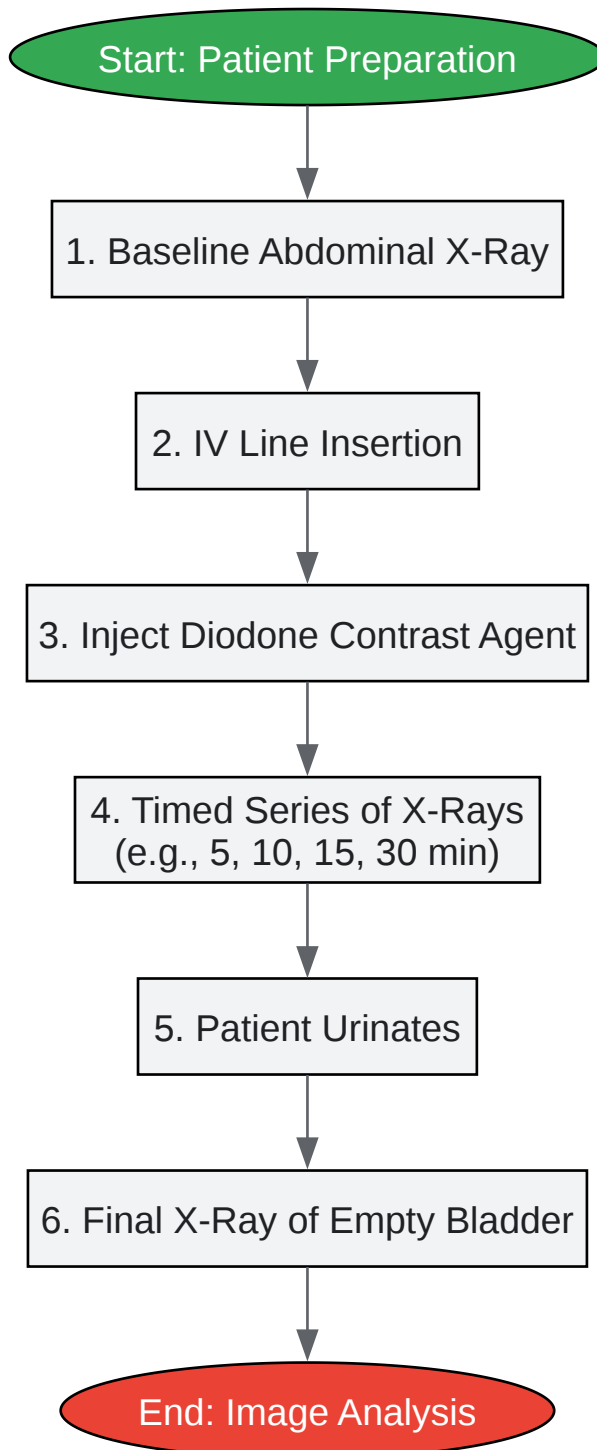 Start: Patient Preparation
1. Baseline Abdominal X-Ray
2. IV Line Insertion
3. Inject Diodone Contrast Agent
4. Timed Series of X-Rays
(e.g., 5, 10, 15, 30 min)
5. Patient Urinates
6. Final X-Ray of Empty Bladder
End: Image Analysis